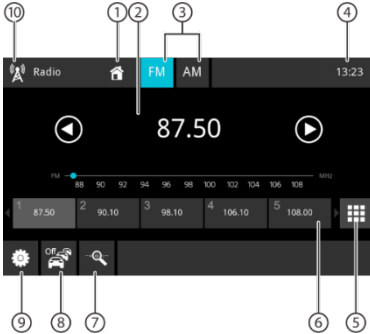 ⑩ ① ② ③ ④
Radio FM AM 13:23
87.50
FM MHz
88 90 92 94 96 98 100 102 104 106 108
1 87.50 2 90.10 3 98.10 4 106.10 5 108.00
Off
⑨ ⑧ ⑦ ⑥ ⑤